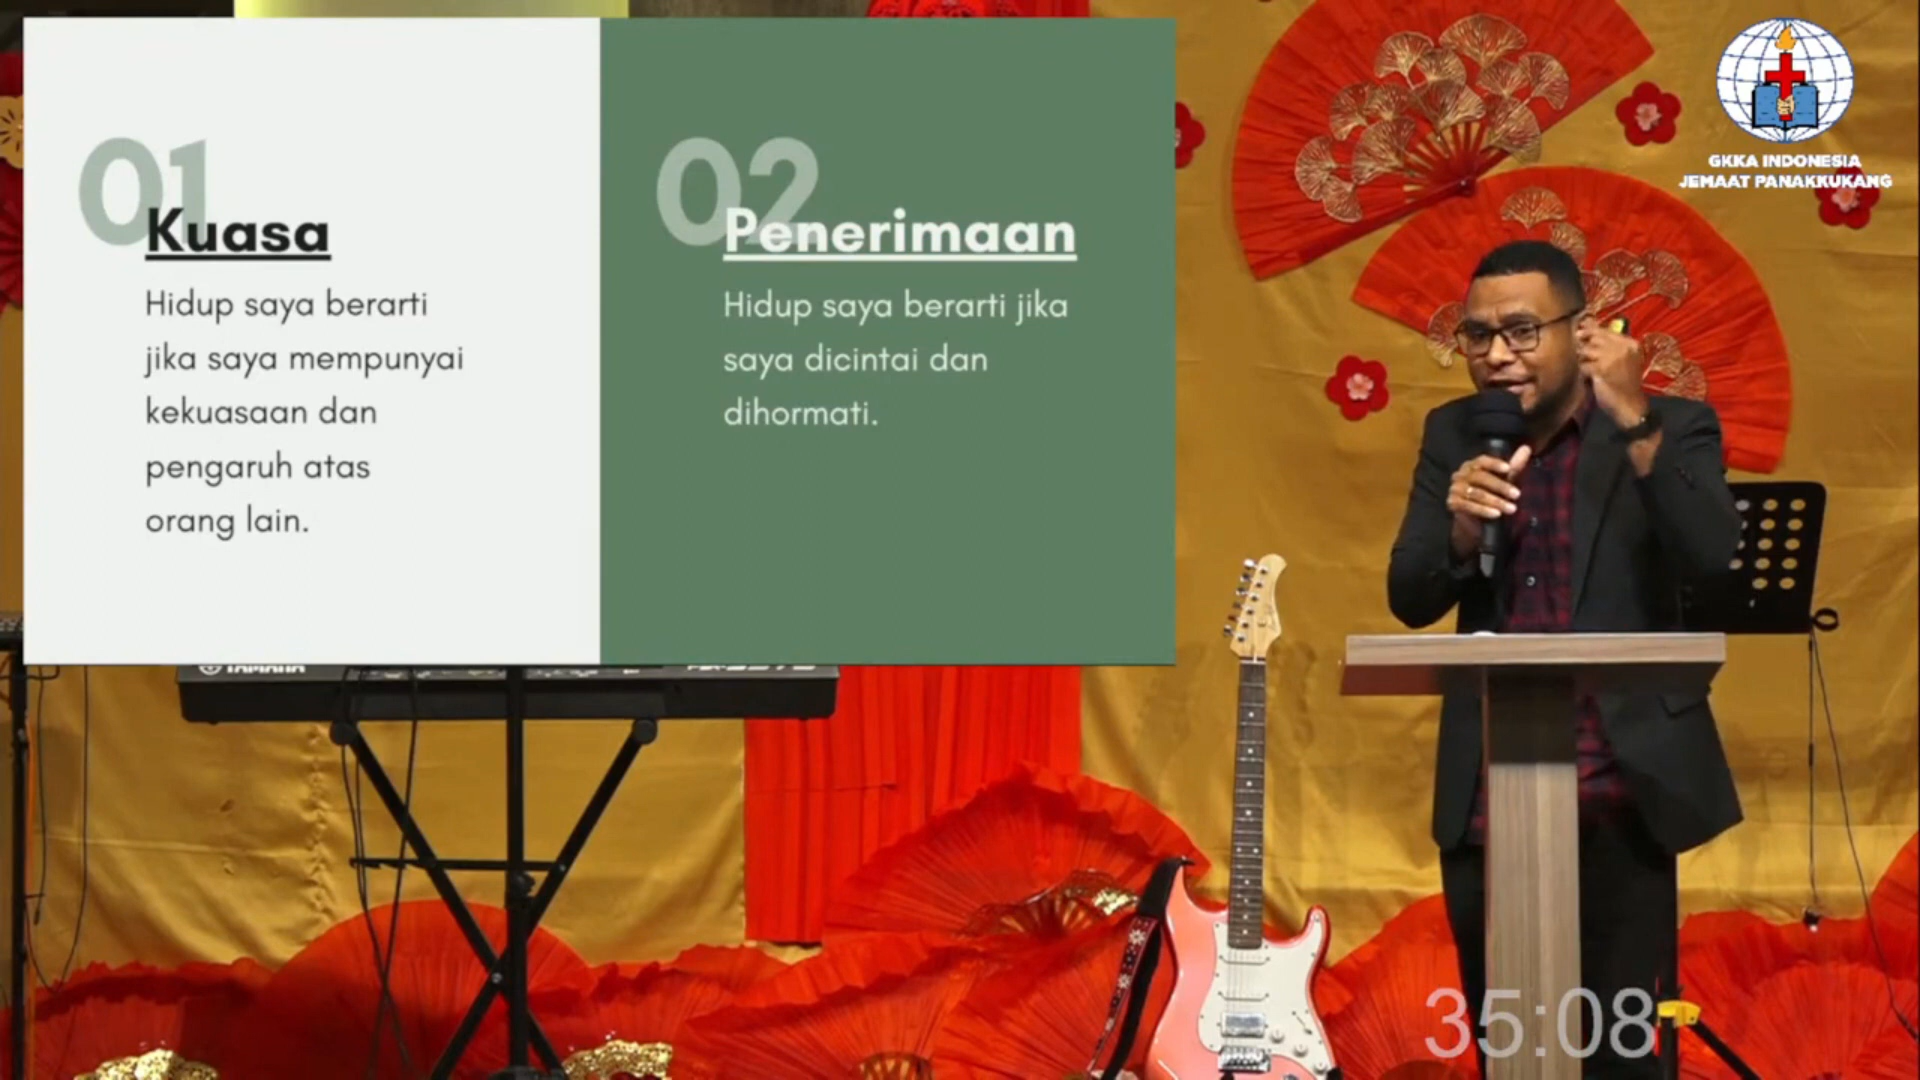 01
Kuasa
Hidup saya berarti
jika saya mempunyai
kekuasaan dan
pengaruh atas
orang lain.
02
Penerimaan
Hidup saya berarti jika
saya dicintai dan
dihormati.
GKKA INDONESIA
JEMAAT PANAKKUKANG
YAMAHA
35:08